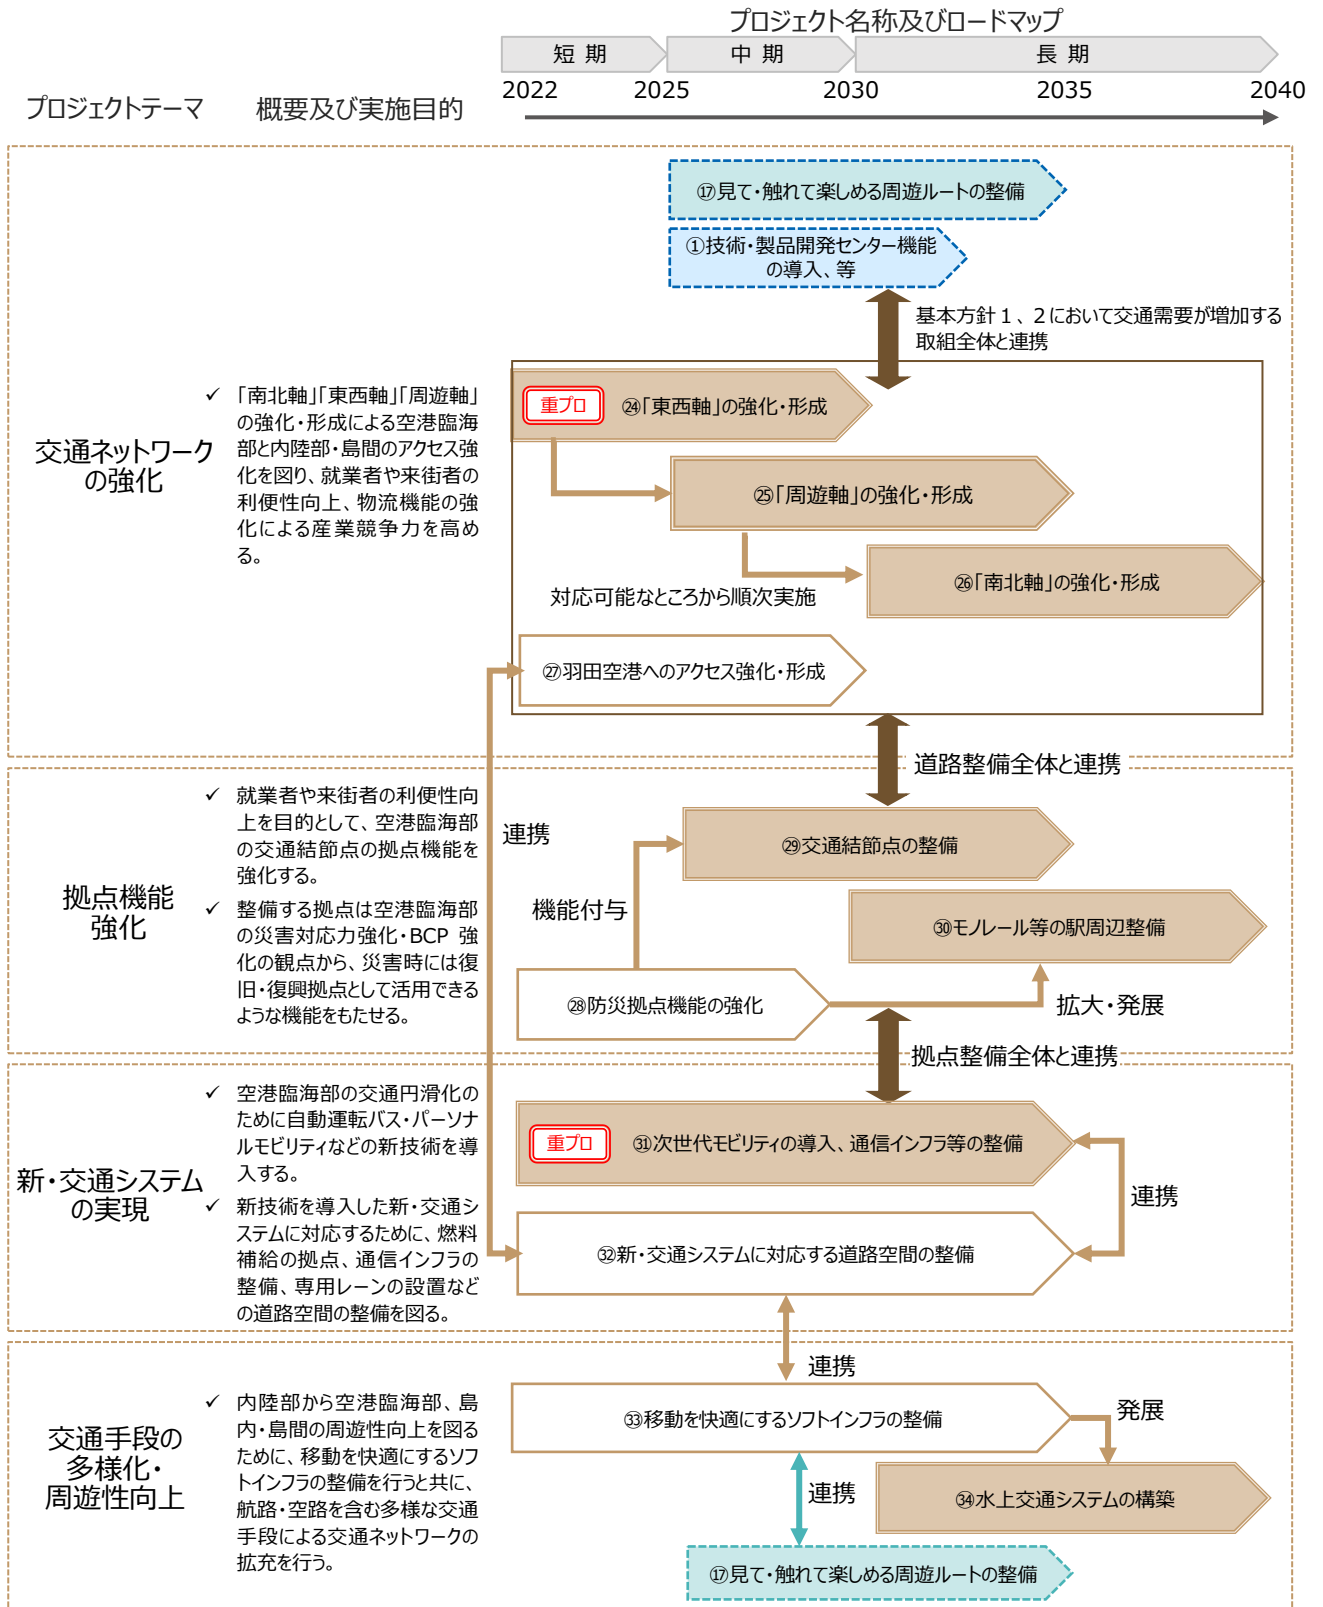 プロジェクト名称及びロードマップ
短 期
中 期
長 期
2022
2025
2030
2035
2040
プロジェクトテーマ
概要及び実施目的
⑰見て・触れて楽しめる周遊ルートの整備
①技術・製品開発センター機能
の導入、等
基本方針１、２において交通需要が増加する
取組全体と連携
交通ネットワーク
の強化
✓ 「南北軸」「東西軸」「周遊軸」
の強化・形成による空港臨海
部と内陸部・島間のアクセス強
化を図り、就業者や来街者の
利便性向上、物流機能の強
化による産業競争力を高め
る。
重プロ
㉔「東西軸」の強化・形成
㉕「周遊軸」の強化・形成
㉖「南北軸」の強化・形成
対応可能なところから順次実施
㉗羽田空港へのアクセス強化・形成
道路整備全体と連携
拠点機能
強化
✓ 就業者や来街者の利便性向
上を目的として、空港臨海部
の交通結節点の拠点機能を
強化する。
✓ 整備する拠点は空港臨海部
の災害対応力強化・BCP 強
化の観点から、災害時には復
旧・復興拠点として活用できる
ような機能をもたせる。
連携
㉙交通結節点の整備
機能付与
㉚モノレール等の駅周辺整備
㉘防災拠点機能の強化
拡大・発展
拠点整備全体と連携
新・交通システム
の実現
✓ 空港臨海部の交通円滑化の
ために自動運転バス・パーソナ
ルモビリティなどの新技術を導
入する。
✓ 新技術を導入した新・交通シ
ステムに対応するために、燃料
補給の拠点、通信インフラの
整備、専用レーンの設置など
の道路空間の整備を図る。
重プロ
㉛次世代モビリティの導入、通信インフラ等の整備
連携
㉜新・交通システムに対応する道路空間の整備
連携
交通手段の
多様化・
周遊性向上
✓ 内陸部から空港臨海部、島
内・島間の周遊性向上を図る
ために、移動を快適にするソフ
トインフラの整備を行うと共に、
航路・空路を含む多様な交通
手段による交通ネットワークの
拡充を行う。
㉝移動を快適にするソフトインフラの整備
発展
連携
㉞水上交通システムの構築
⑰見て・触れて楽しめる周遊ルートの整備